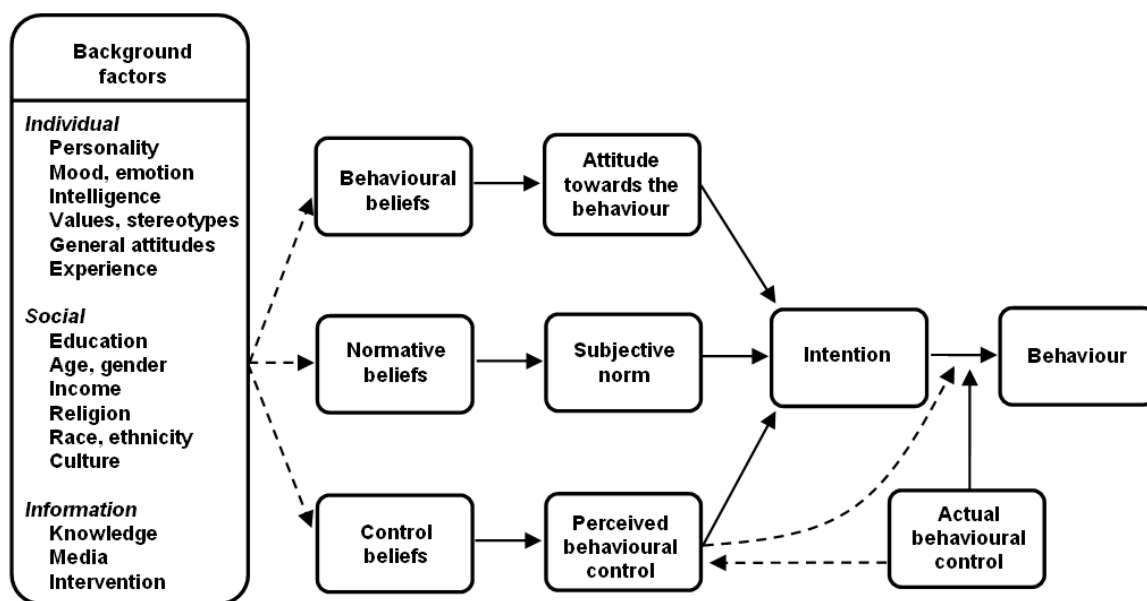 Background
factors
Individual
Personality
Mood, emotion
Intelligence
Values, stereotypes
General attitudes
Experience
Social
Education
Age, gender
Income
Religion
Race, ethnicity
Culture
Information
Knowledge
Media
Intervention
Behavioural
beliefs
Attitude
towards the
behaviour
Normative
beliefs
Subjective
norm
Intention
Behaviour
Control
beliefs
Perceived
behavioural
control
Actual
behavioural
control